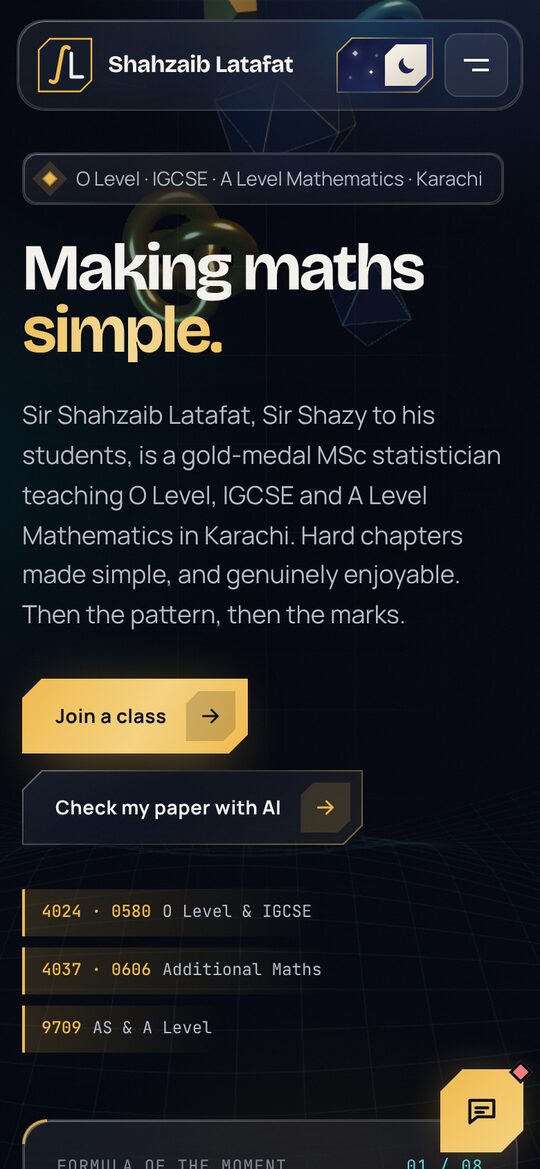 Shahzaib Latafat
O Level · IGCSE · A Level Mathematics · Karachi
Making maths
simple.
Sir Shahzaib Latafat, Sir Shazy to his
students, is a gold-medal MSc statistician
teaching O Level, IGCSE and A Level
Mathematics in Karachi. Hard chapters
made simple, and genuinely enjoyable.
Then the pattern, then the marks.
Join a class
Check my paper with AI
4024 · 0580 O Level & IGCSE
4037 · 0606 Additional Maths
9709 AS & A Level
FORMULA OF THE MOMENT 01 / 08